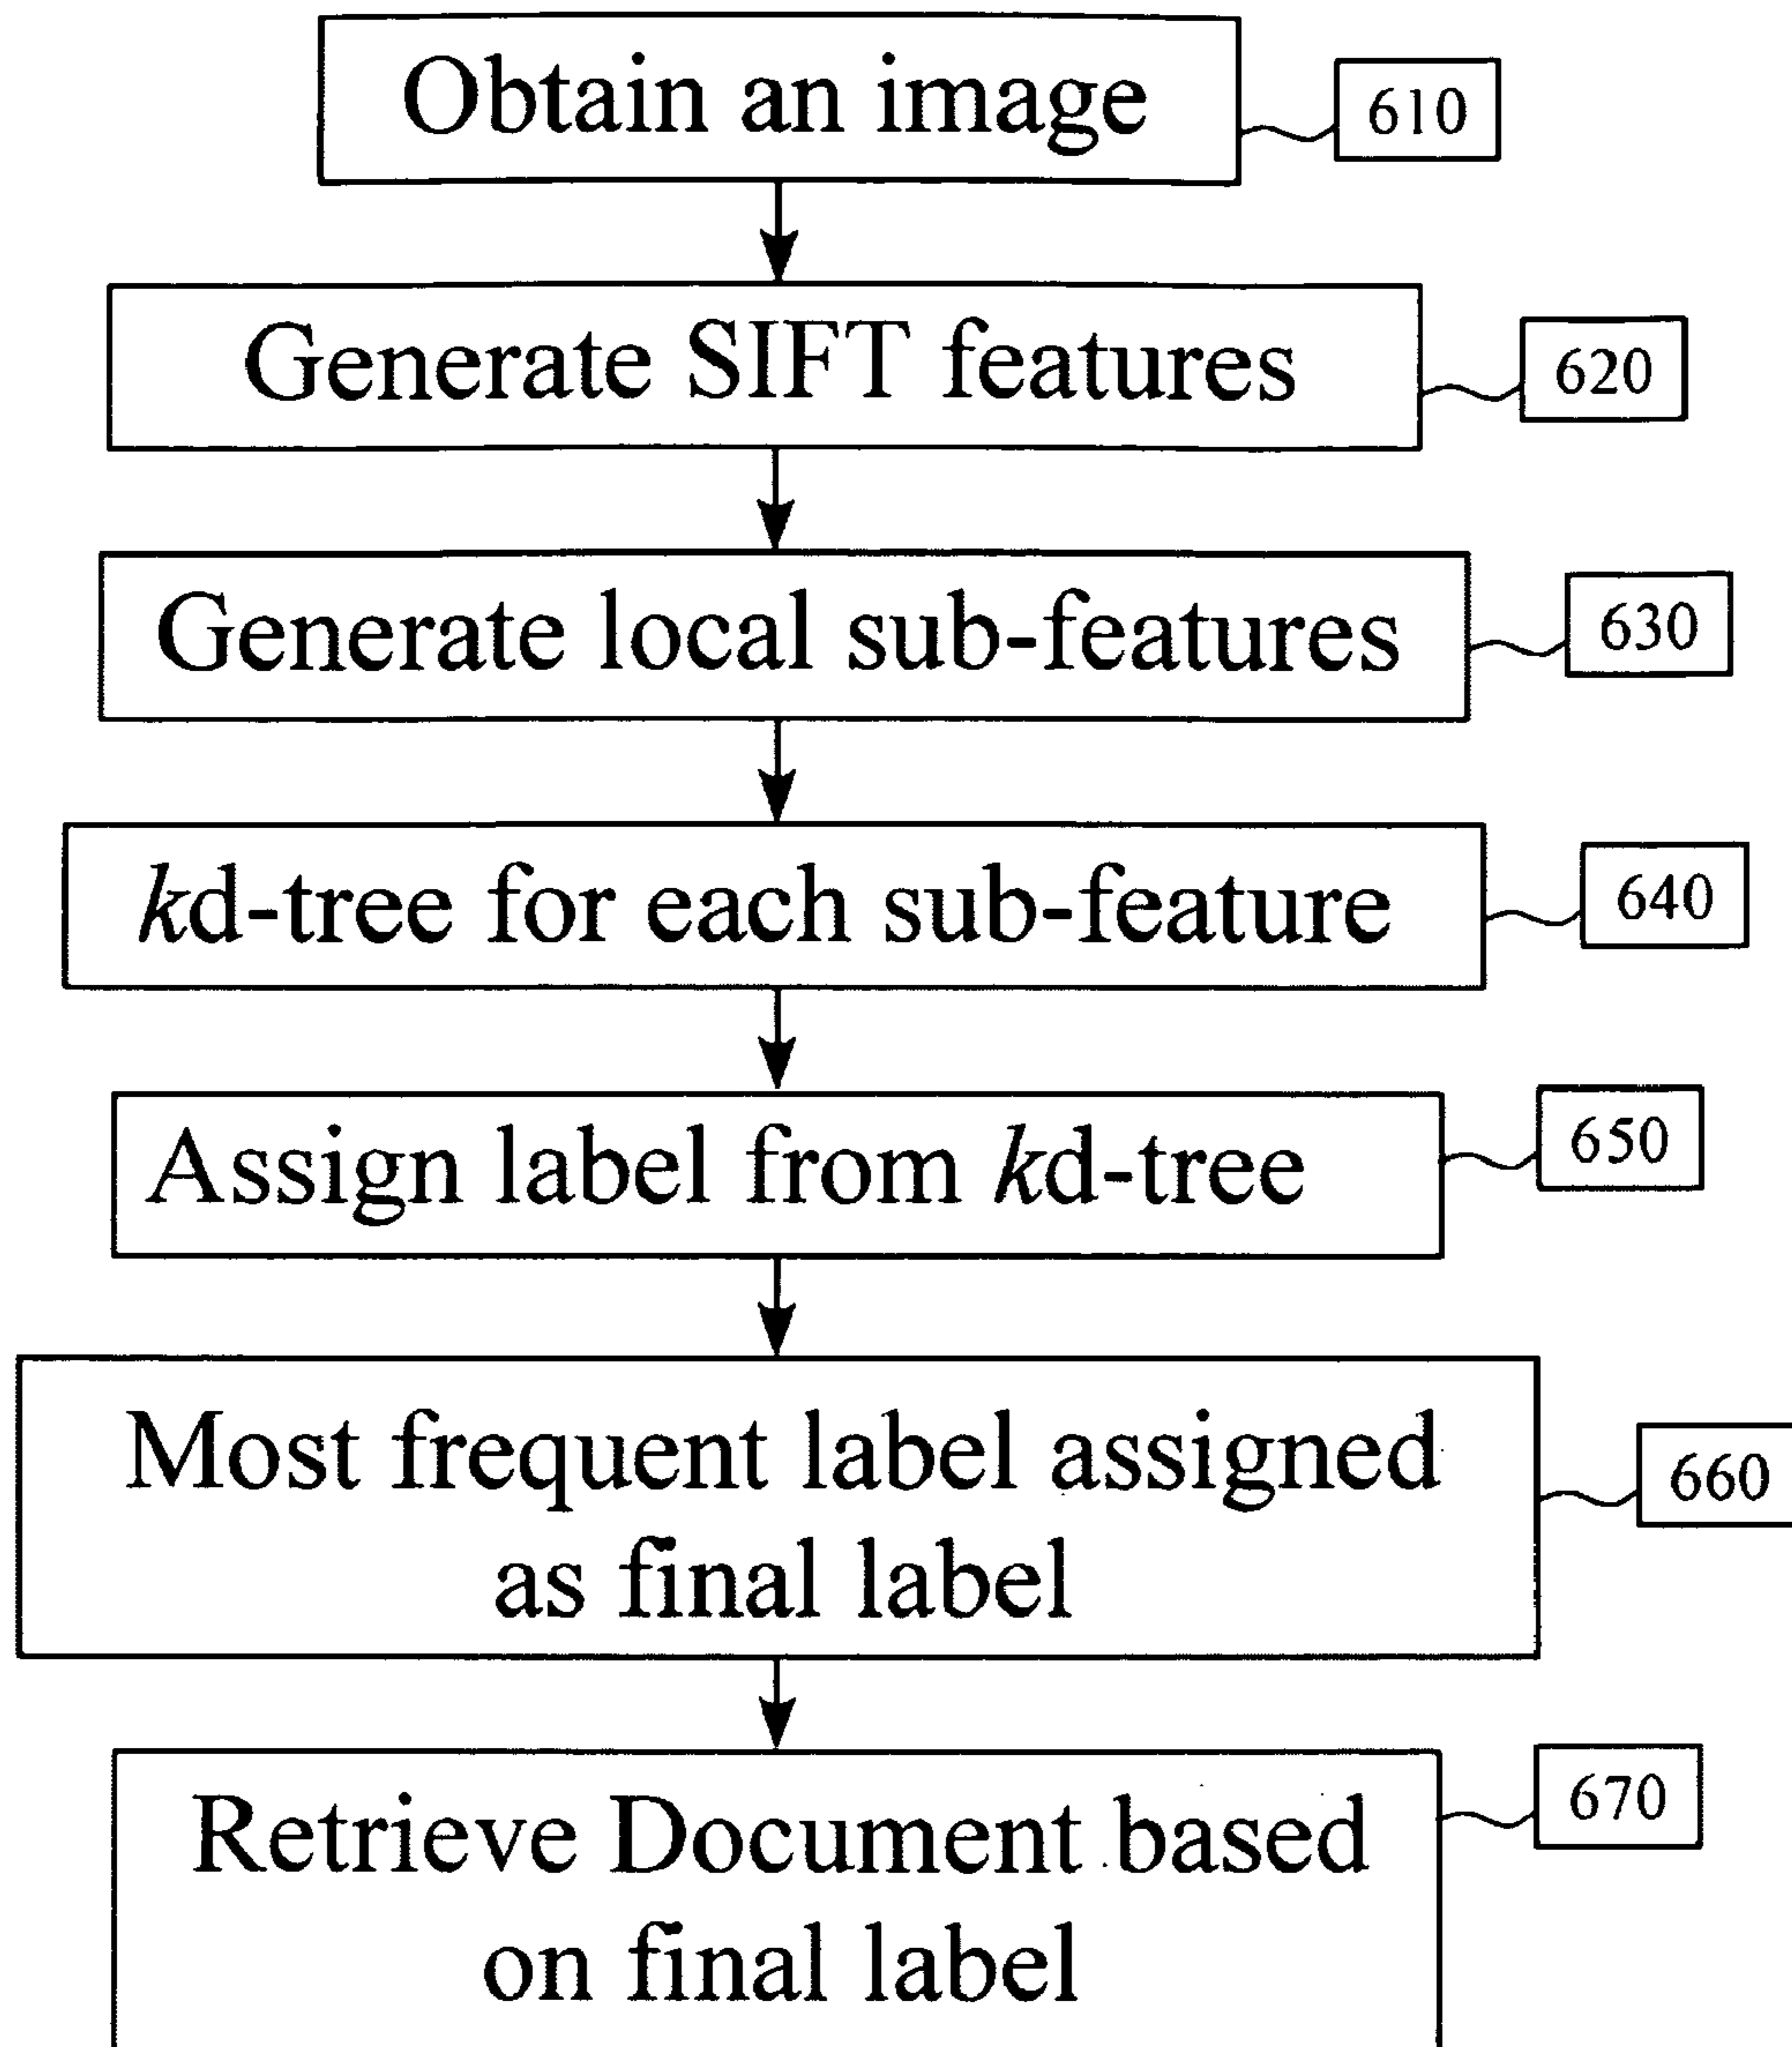 Obtain an image
610
Generate SIFT features
620
Generate local sub-features
630
kd-tree for each sub-feature
640
Assign label from kd-tree
650
Most frequent label assigned
as final label
660
Retrieve Document based
on final label
670